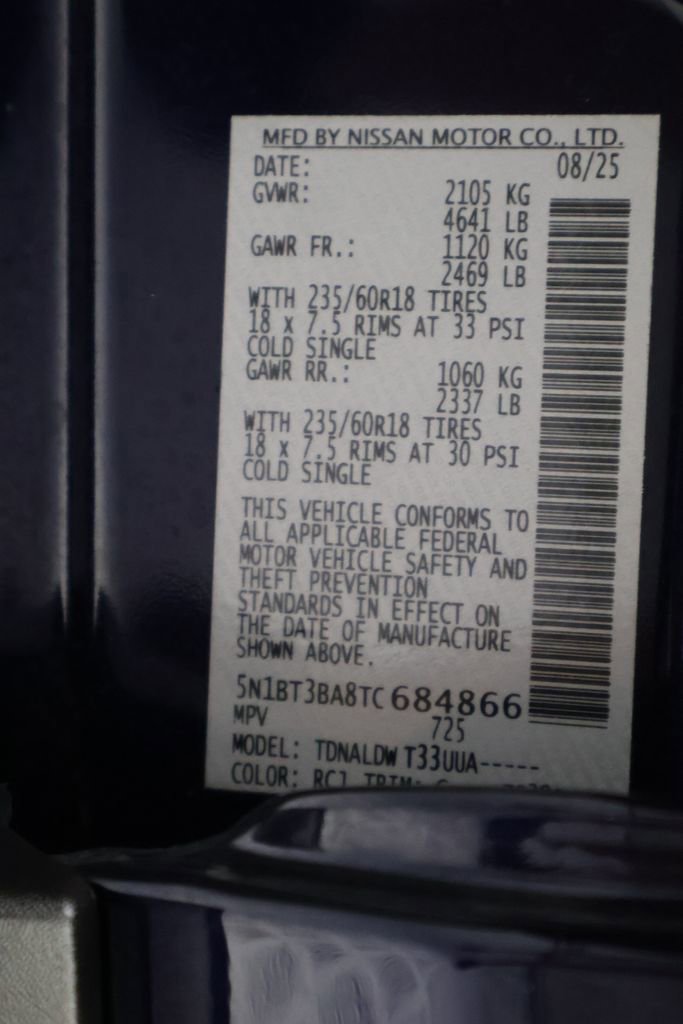 MFD BY NISSAN MOTOR CO., LTD.
DATE: 08/25
GVWR: 2105 KG
4641 LB
GAWR FR.: 1120 KG
2469 LB
WITH 235/60R18 TIRES
18 x 7.5 RIMS AT 33 PSI
COLD SINGLE
GAWR RR.: 1060 KG
2337 LB
WITH 235/60R18 TIRES
18 x 7.5 RIMS AT 30 PSI
COLD SINGLE
THIS VEHICLE CONFORMS TO
ALL APPLICABLE FEDERAL
MOTOR VEHICLE SAFETY AND
THEFT PREVENTION
STANDARDS IN EFFECT ON
THE DATE OF MANUFACTURE
SHOWN ABOVE.
5N1BT3BA8TC684866
MPV 725
MODEL: TDNALDW T33UUA-----
COLOR: TRIM: